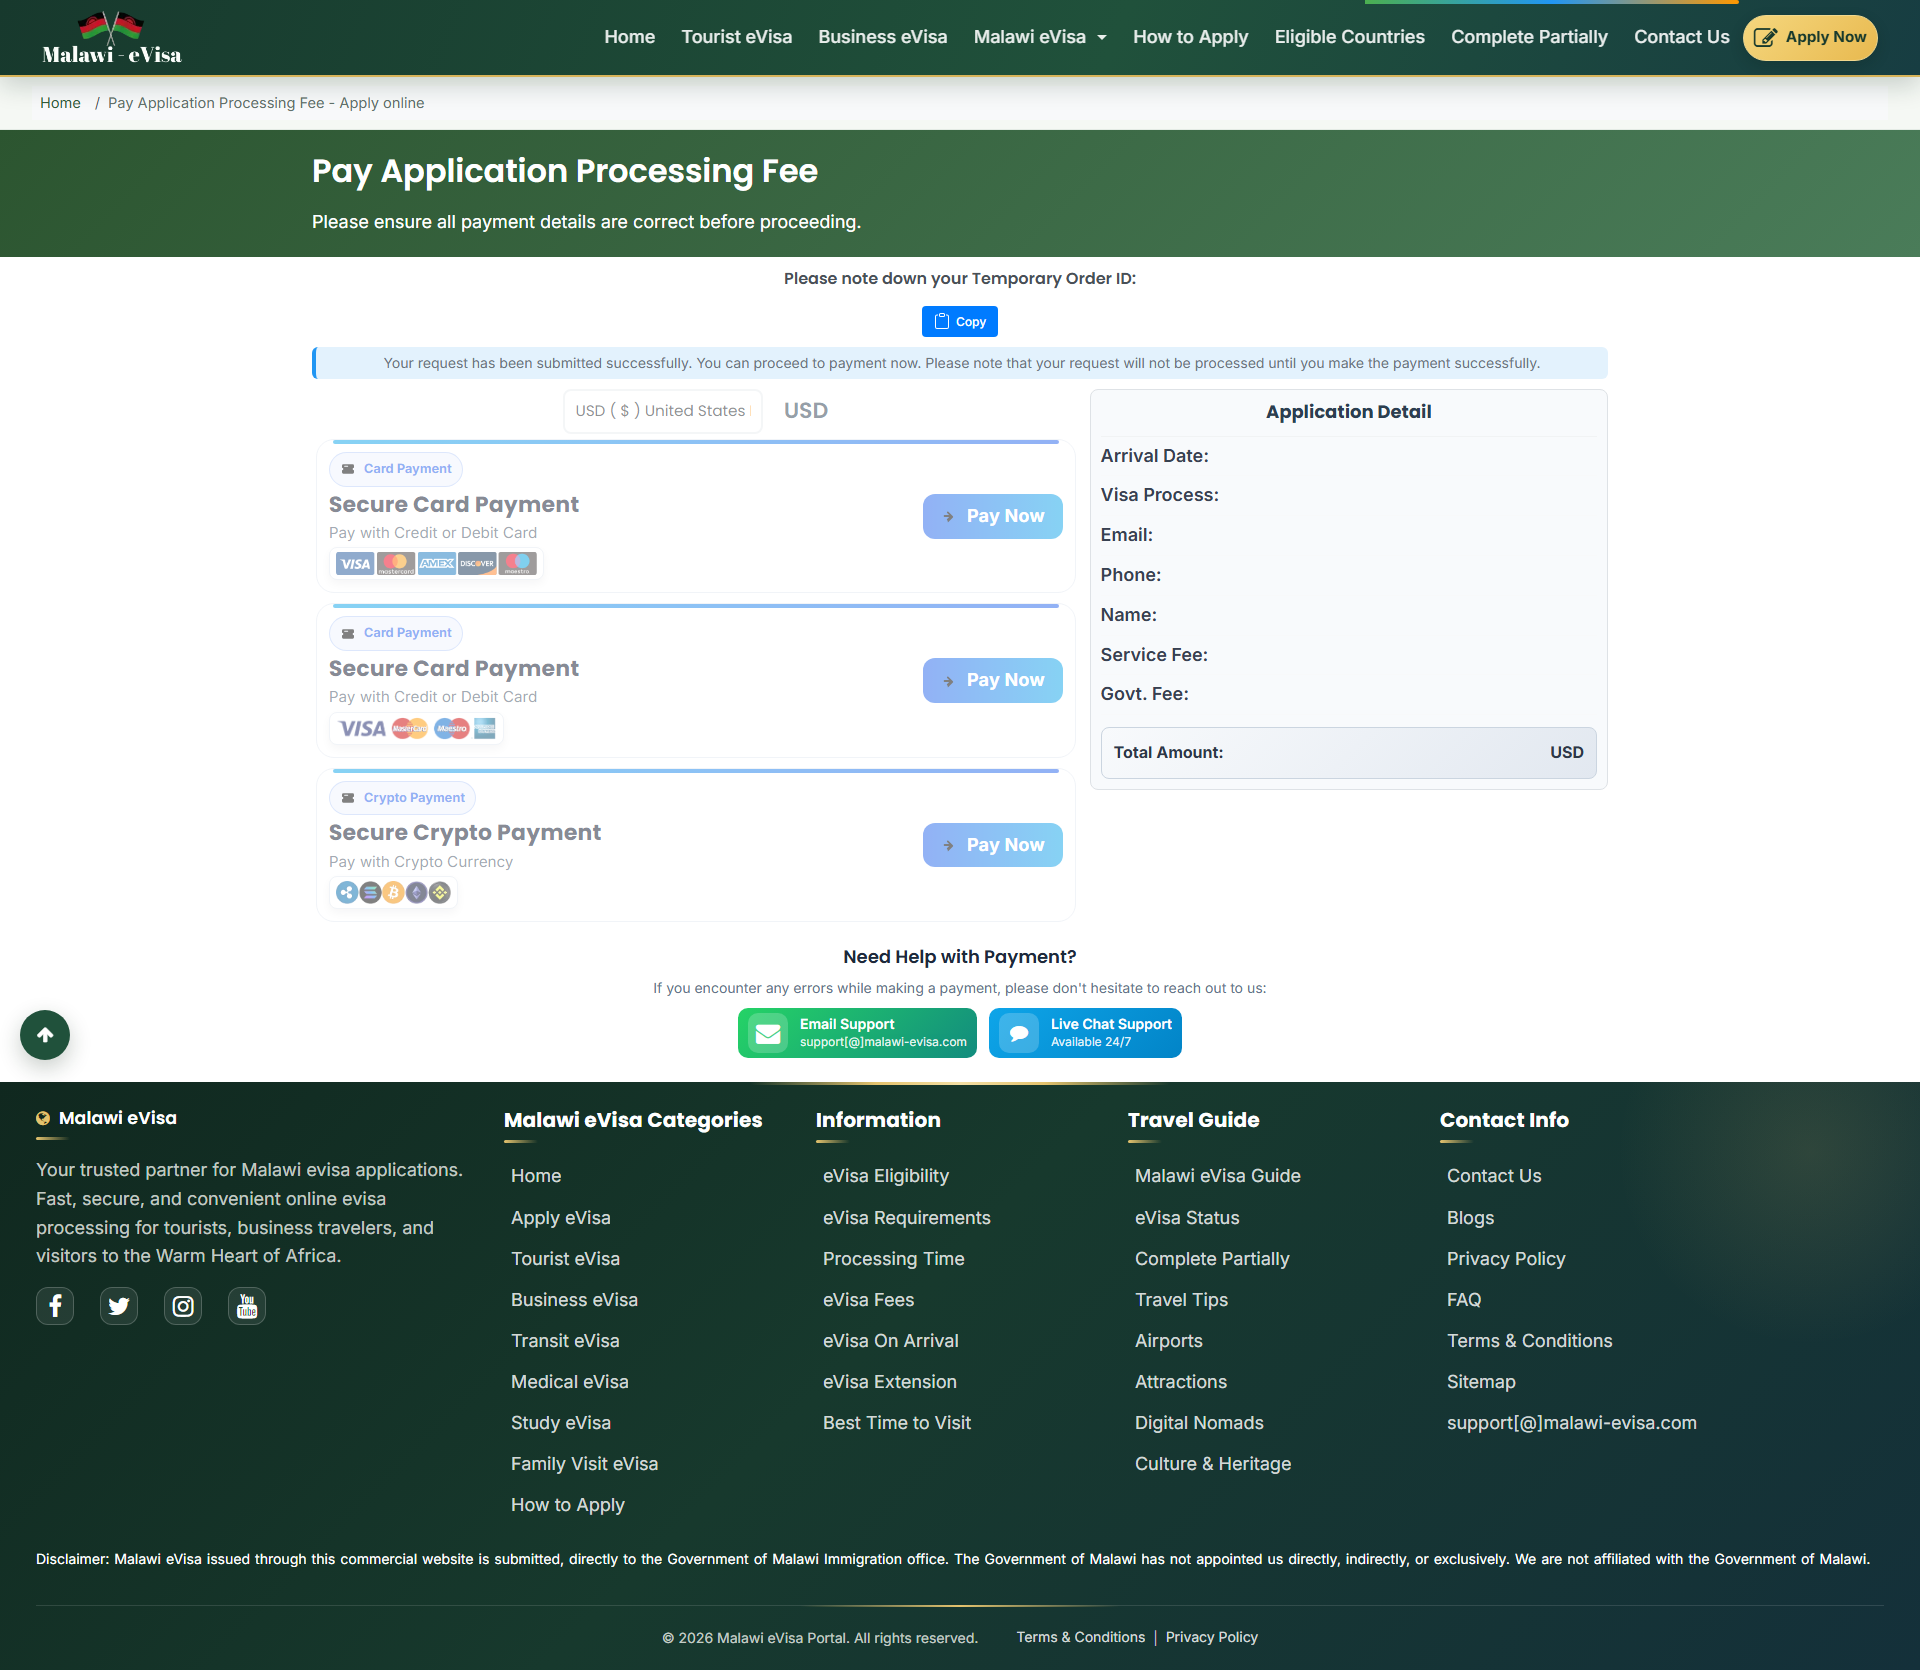 Malawi - eVisa
Home
Tourist eVisa
Business eVisa
Malawi eVisa
How to Apply
Eligible Countries
Complete Partially
Contact Us
Apply Now
Home / Pay Application Processing Fee - Apply online
Pay Application Processing Fee
Please ensure all payment details are correct before proceeding.
Please note down your Temporary Order ID:
Copy
Your request has been submitted successfully. You can proceed to payment now. Please note that your request will not be processed until you make the payment successfully.
USD ( $ ) United States
USD
Card Payment
Secure Card Payment
Pay with Credit or Debit Card
VISA mastercard AMEX DISCOVER maestro
Pay Now
Card Payment
Secure Card Payment
Pay with Credit or Debit Card
VISA MasterCard Maestro
Pay Now
Crypto Payment
Secure Crypto Payment
Pay with Crypto Currency
Pay Now
Application Detail
Arrival Date:
Visa Process:
Email:
Phone:
Name:
Service Fee:
Govt. Fee:
Total Amount: USD
Need Help with Payment?
If you encounter any errors while making a payment, please don't hesitate to reach out to us:
Email Support
support[@]malawi-evisa.com
Live Chat Support
Available 24/7
Malawi eVisa
Your trusted partner for Malawi evisa applications.
Fast, secure, and convenient online evisa
processing for tourists, business travelers, and
visitors to the Warm Heart of Africa.
You
Tube
Malawi eVisa Categories
Home
Apply eVisa
Tourist eVisa
Business eVisa
Transit eVisa
Medical eVisa
Study eVisa
Family Visit eVisa
How to Apply
Information
eVisa Eligibility
eVisa Requirements
Processing Time
eVisa Fees
eVisa On Arrival
eVisa Extension
Best Time to Visit
Travel Guide
Malawi eVisa Guide
eVisa Status
Complete Partially
Travel Tips
Airports
Attractions
Digital Nomads
Culture & Heritage
Contact Info
Contact Us
Blogs
Privacy Policy
FAQ
Terms & Conditions
Sitemap
support[@]malawi-evisa.com
Disclaimer: Malawi eVisa issued through this commercial website is submitted, directly to the Government of Malawi Immigration office. The Government of Malawi has not appointed us directly, indirectly, or exclusively. We are not affiliated with the Government of Malawi.
© 2026 Malawi eVisa Portal. All rights reserved.
Terms & Conditions | Privacy Policy